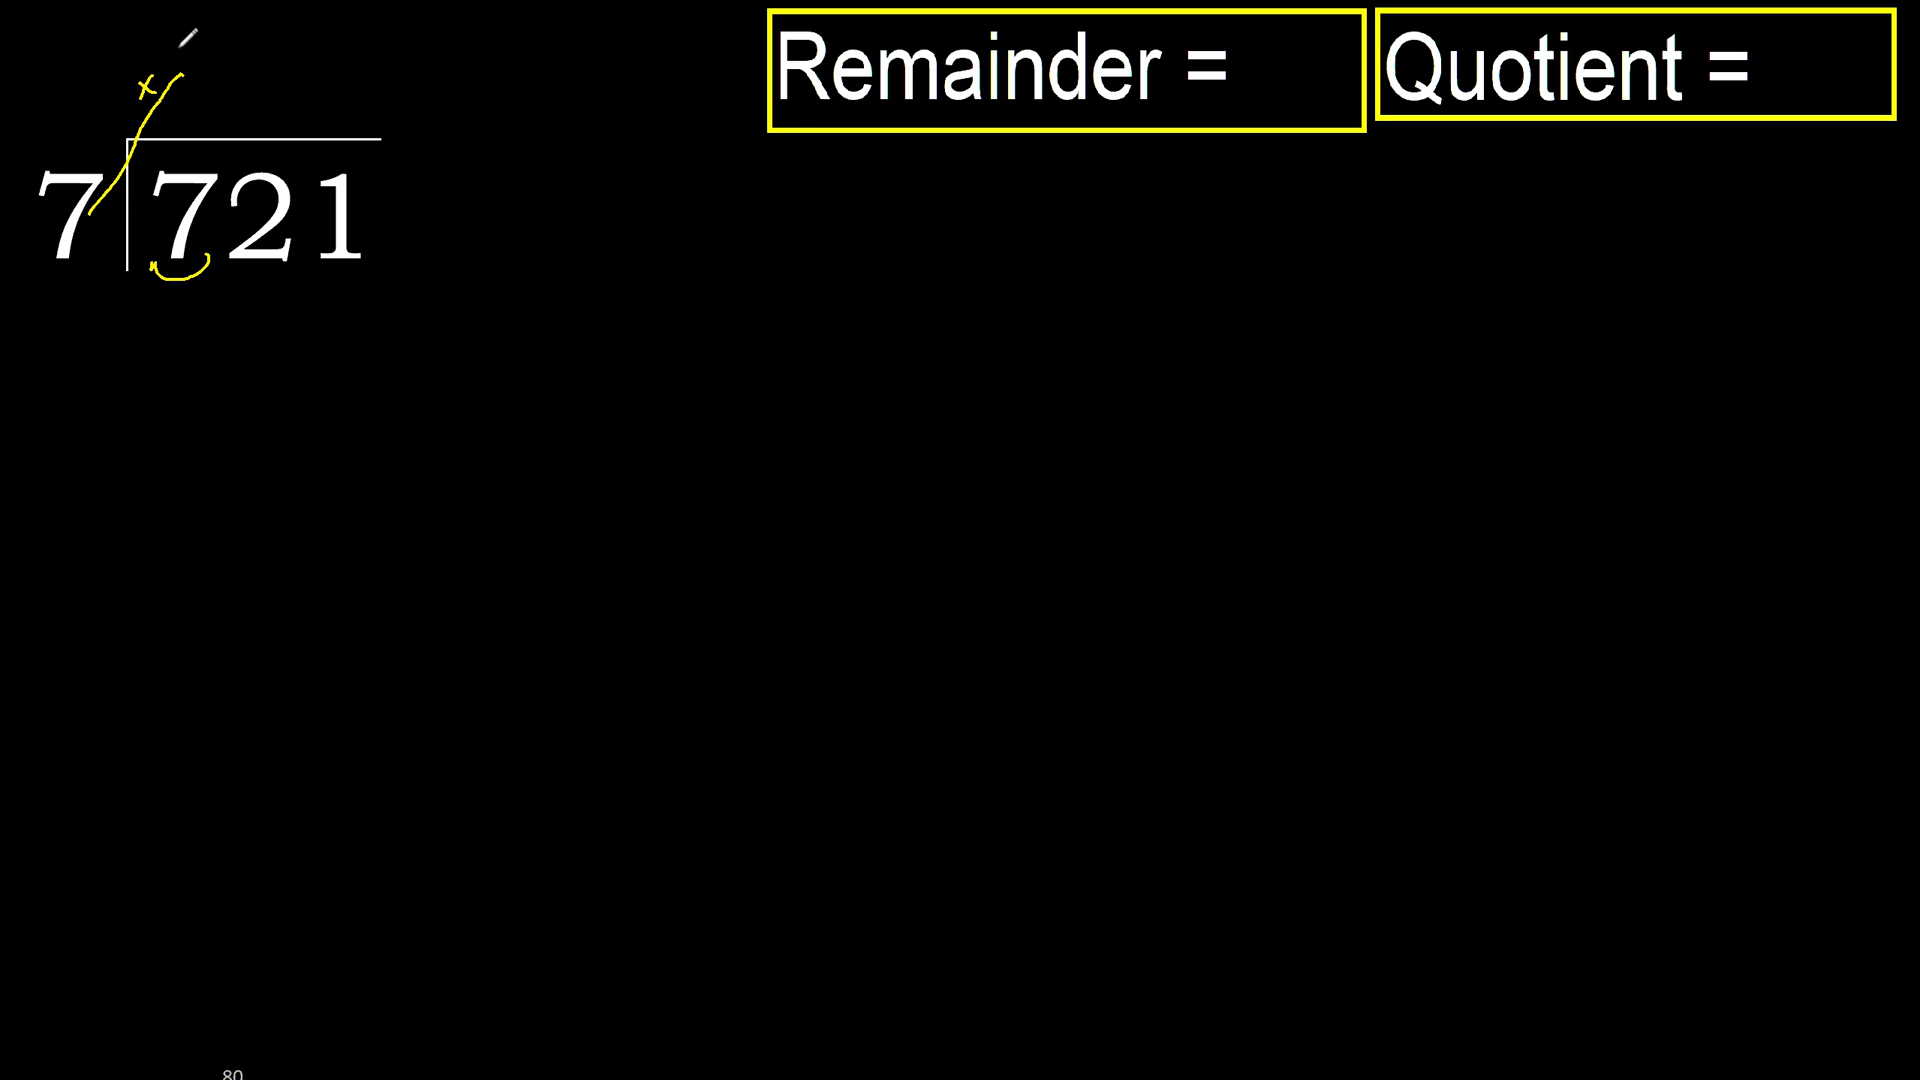 Remainder =
Quotient =
x
7 721
80